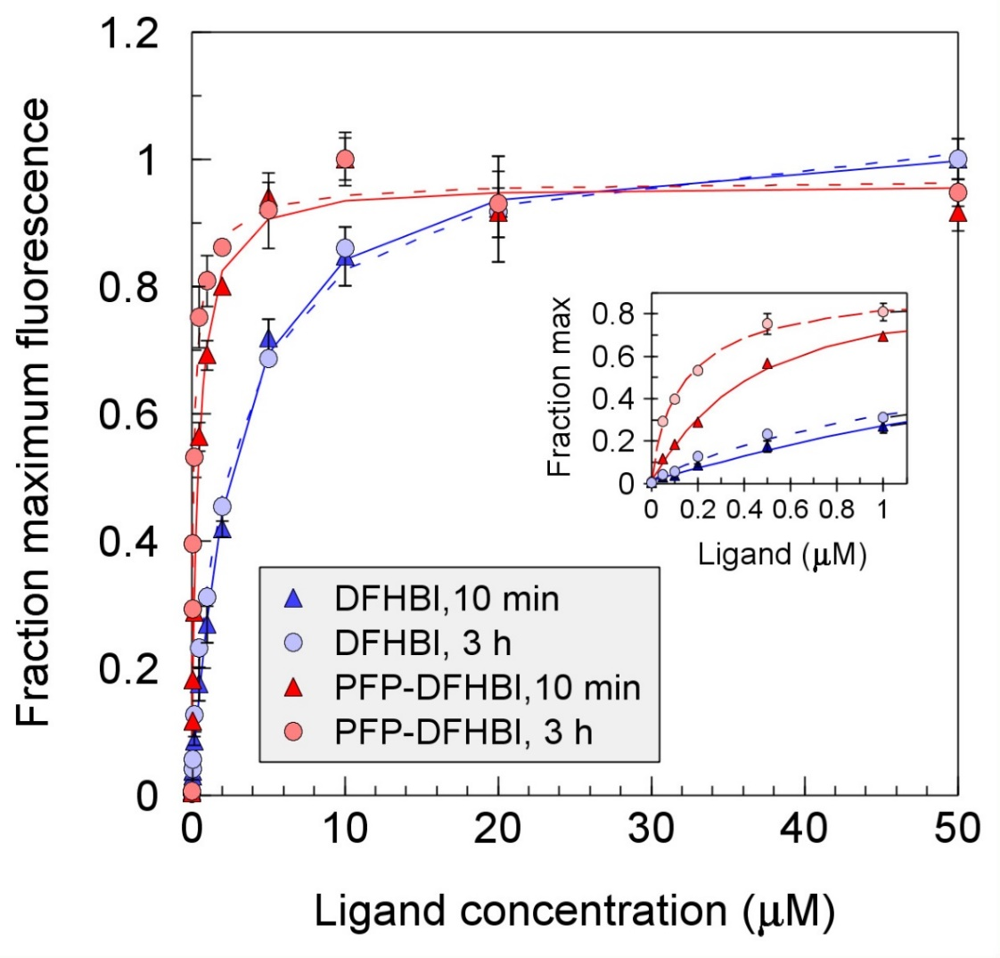 Fraction maximum fluorescence
1.2
1
0.8
0.6
0.4
0.2
0
0 10 20 30 40 50
Ligand concentration (μM)
Fraction max
0.8
0.6
0.4
0.2
0
0 0.2 0.4 0.6 0.8 1
Ligand (μM)
DFHBI,10 min
DFHBI, 3 h
PFP-DFHBI,10 min
PFP-DFHBI, 3 h